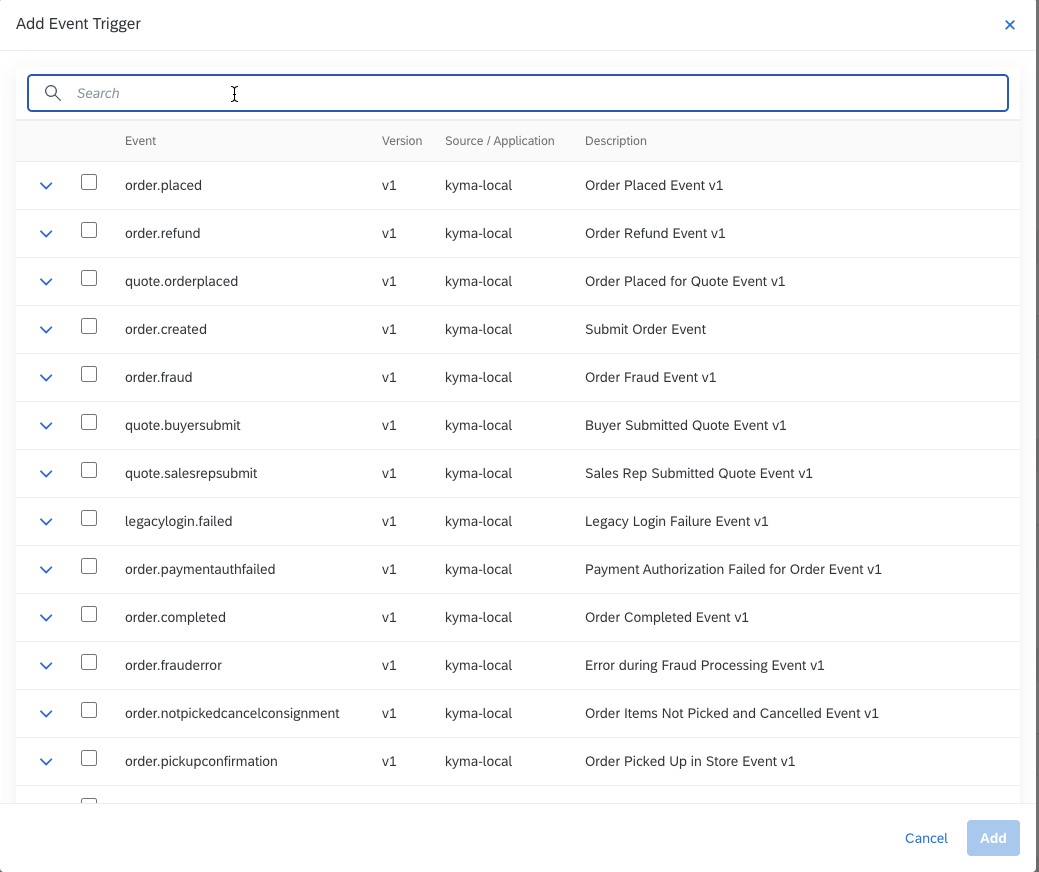 Add Event Trigger
Search
Event Version Source / Application Description
order.placed v1 kyma-local Order Placed Event v1
order.refund v1 kyma-local Order Refund Event v1
quote.orderplaced v1 kyma-local Order Placed for Quote Event v1
order.created v1 kyma-local Submit Order Event
order.fraud v1 kyma-local Order Fraud Event v1
quote.buyersubmit v1 kyma-local Buyer Submitted Quote Event v1
quote.salesrepsubmit v1 kyma-local Sales Rep Submitted Quote Event v1
legacylogin.failed v1 kyma-local Legacy Login Failure Event v1
order.paymentauthfailed v1 kyma-local Payment Authorization Failed for Order Event v1
order.completed v1 kyma-local Order Completed Event v1
order.frauderror v1 kyma-local Error during Fraud Processing Event v1
order.notpickedcancelconsignment v1 kyma-local Order Items Not Picked and Cancelled Event v1
order.pickupconfirmation v1 kyma-local Order Picked Up in Store Event v1
Cancel Add